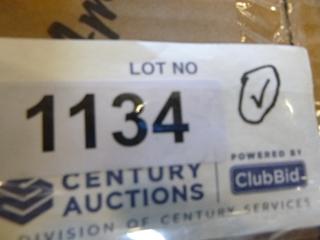 LOT NO
1134
CENTURY
AUCTIONS
POWERED BY
ClubBid
DIVISION OF CENTURY SERVICES